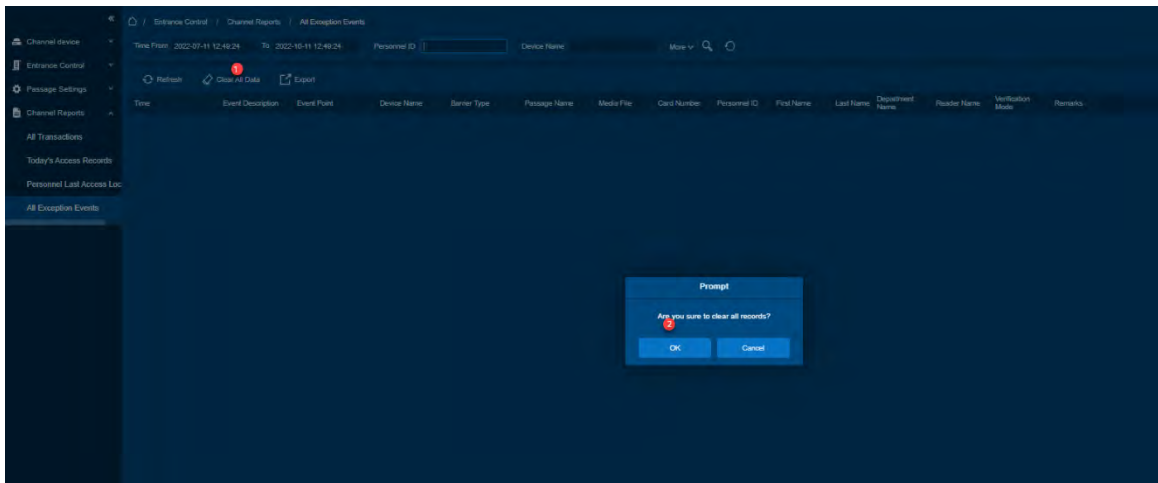 «
/ Entrance Control / Channel Reports / All Exception Events
Channel device
Entrance Control
Passage Settings
Channel Reports
All Transactions
Today's Access Records
Personnel Last Access Loc
All Exception Events
Time From 2022-07-11 12:49:24 To 2022-10-11 12:49:24 Personnel ID Device Name More
1
Refresh Clear All Data Export
Time Event Description Event Point Device Name Barrier Type Passage Name Media File Card Number Personnel ID First Name Last Name Department Name Reader Name Verification Mode Remarks
Prompt
Are you sure to clear all records?
2
OK Cancel